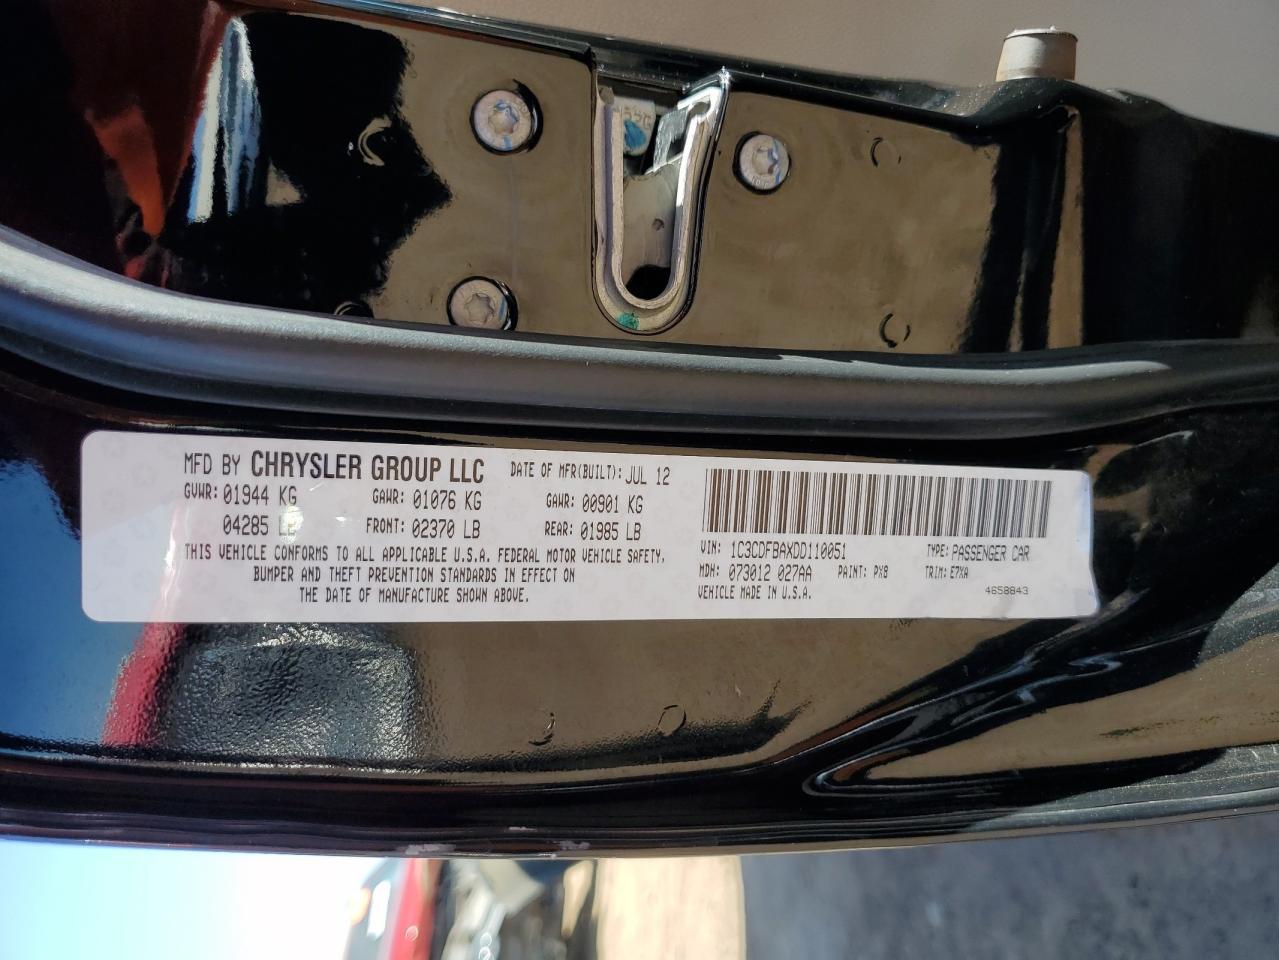 MFD BY CHRYSLER GROUP LLC DATE OF MFR(BUILT): JUL 12
GVWR: 01944 KG GAWR: 01076 KG GAWR: 00901 KG
04285 LB FRONT: 02370 LB REAR: 01985 LB
THIS VEHICLE CONFORMS TO ALL APPLICABLE U.S.A. FEDERAL MOTOR VEHICLE SAFETY,
BUMPER AND THEFT PREVENTION STANDARDS IN EFFECT ON
THE DATE OF MANUFACTURE SHOWN ABOVE.
VIN: 1C3CDFBAXDD110051 TYPE: PASSENGER CAR
MDH: 073012 027AA PAINT: PX8 TRIM: E7XA
VEHICLE MADE IN U.S.A. 4658843